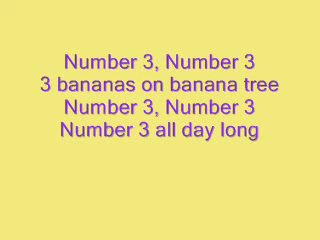 Number 3, Number 3
3 bananas on banana tree
Number 3, Number 3
Number 3 all day long